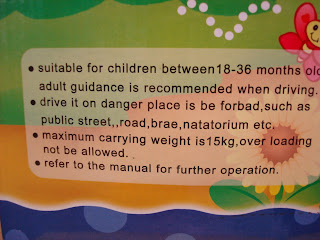 ● suitable for children between18-36 months old
adult guidance is recommended when driving.
● drive it on danger place is be forbad,such as
public street,,road,brae,natatorium etc.
● maximum carrying weight is15kg,over loading
not be allowed.
● refer to the manual for further operation.